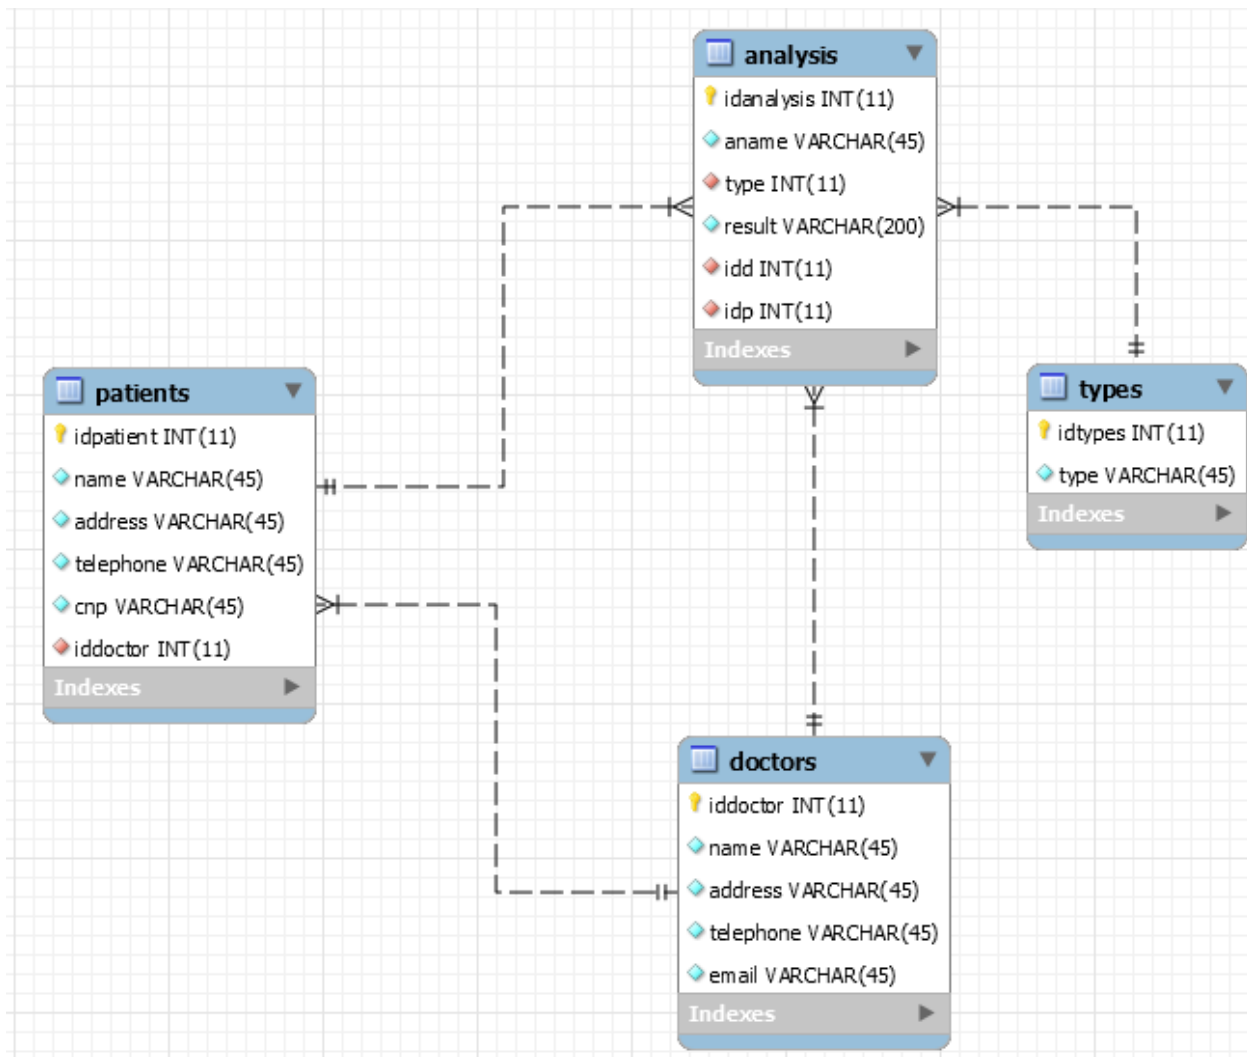 analysis
idanalysis INT(11)
aname VARCHAR(45)
type INT(11)
result VARCHAR(200)
idd INT(11)
idp INT(11)
Indexes
patients
idpatient INT(11)
name VARCHAR(45)
address VARCHAR(45)
telephone VARCHAR(45)
cnp VARCHAR(45)
iddoctor INT(11)
Indexes
types
idtypes INT(11)
type VARCHAR(45)
Indexes
doctors
iddoctor INT(11)
name VARCHAR(45)
address VARCHAR(45)
telephone VARCHAR(45)
email VARCHAR(45)
Indexes